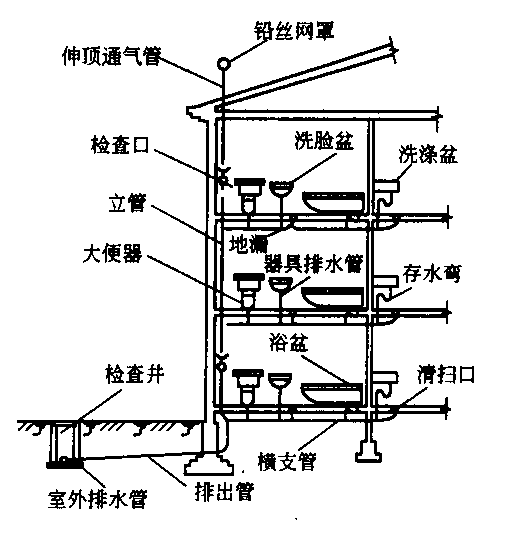 铅丝网罩
伸顶通气管
检查口
洗脸盆
洗涤盆
立管
地漏
大便器
器具排水管
存水弯
浴盆
检查井
清扫口
横支管
室外排水管
排出管